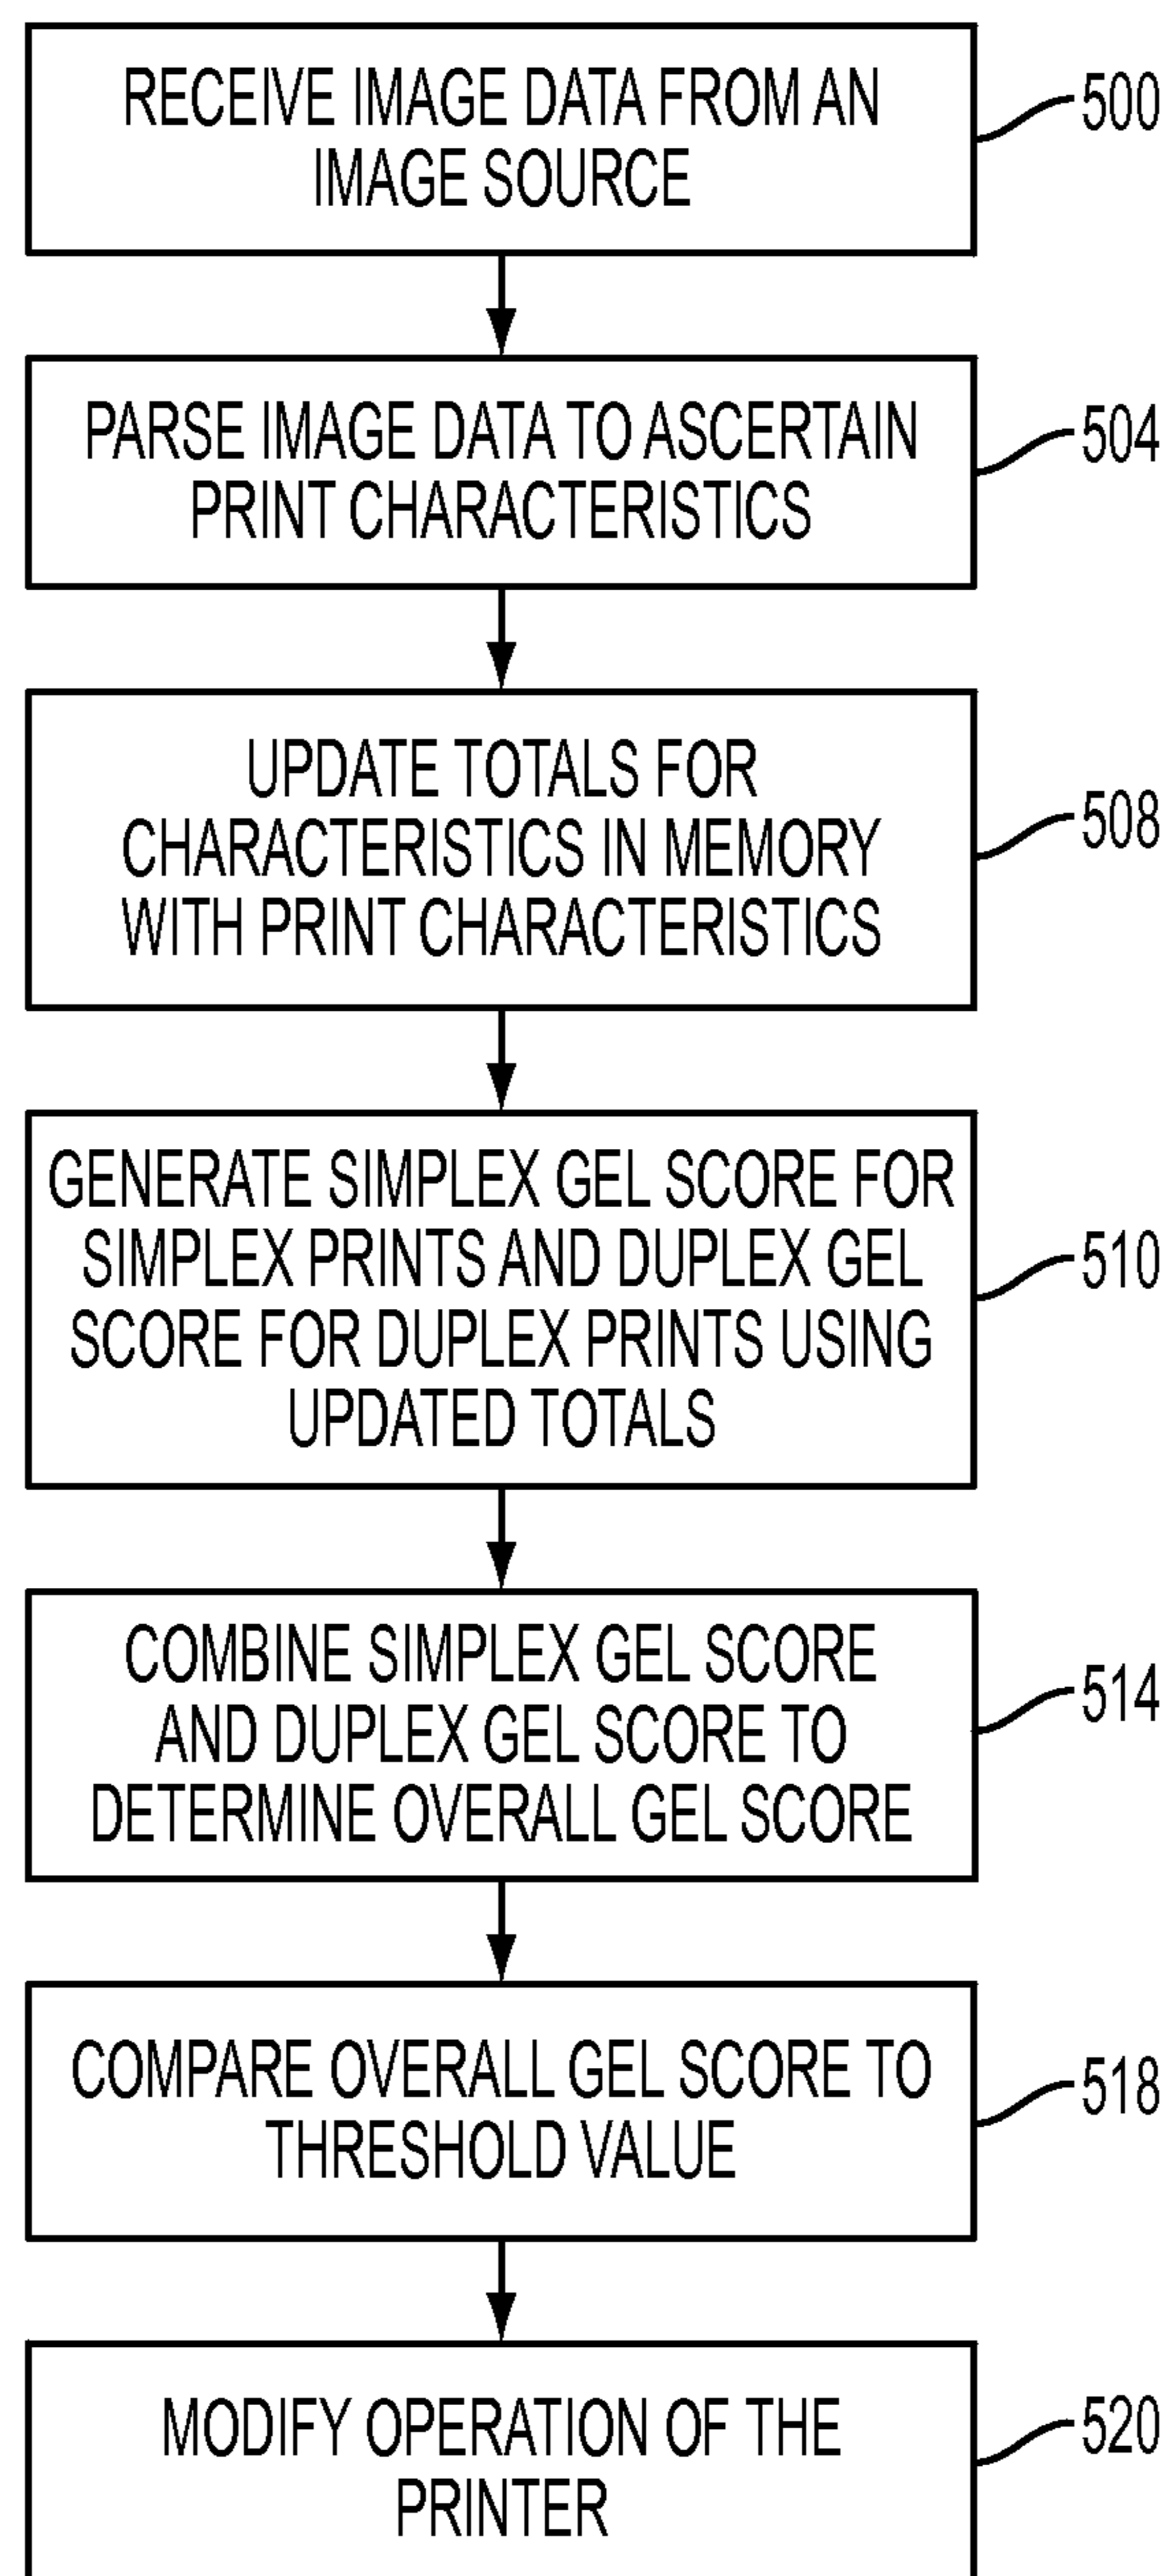 RECEIVE IMAGE DATA FROM AN
IMAGE SOURCE
500
PARSE IMAGE DATA TO ASCERTAIN
PRINT CHARACTERISTICS
504
UPDATE TOTALS FOR
CHARACTERISTICS IN MEMORY
WITH PRINT CHARACTERISTICS
508
GENERATE SIMPLEX GEL SCORE FOR
SIMPLEX PRINTS AND DUPLEX GEL
SCORE FOR DUPLEX PRINTS USING
UPDATED TOTALS
510
COMBINE SIMPLEX GEL SCORE
AND DUPLEX GEL SCORE TO
DETERMINE OVERALL GEL SCORE
514
COMPARE OVERALL GEL SCORE TO
THRESHOLD VALUE
518
MODIFY OPERATION OF THE
PRINTER
520